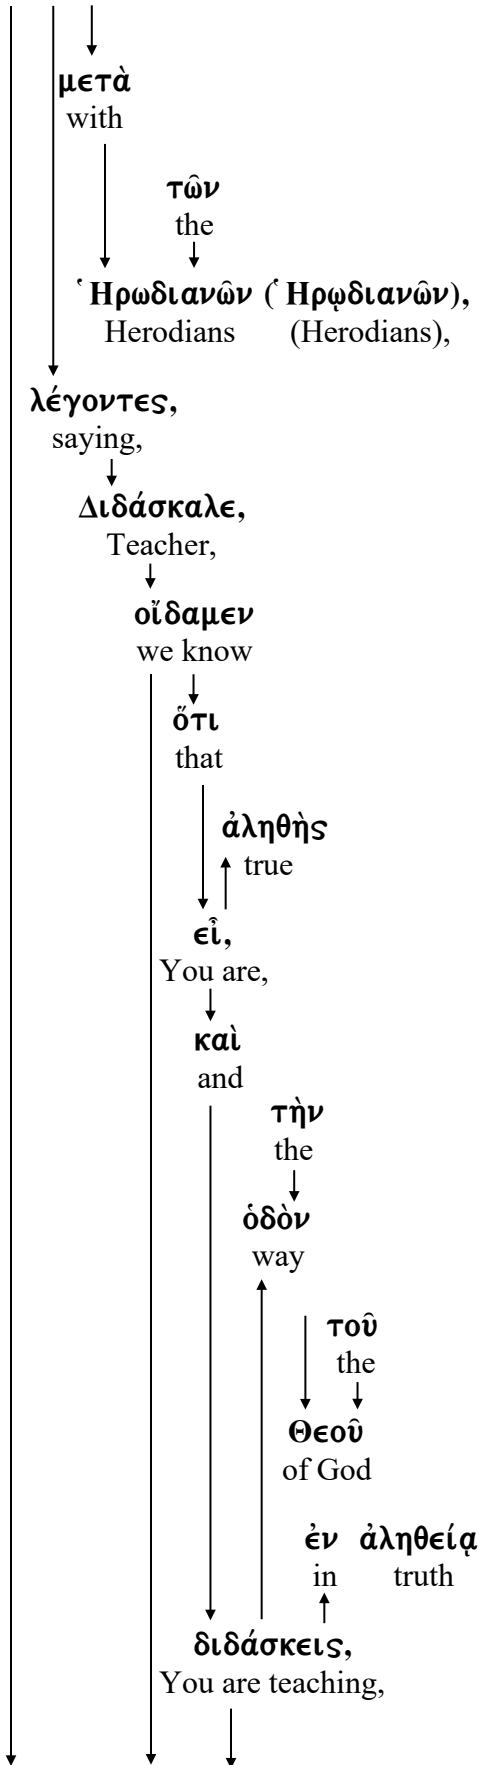 μετὰ
with
τῶν
the
Ἡρωδιανῶν (Ἡρῳδιανῶν),
Herodians (Herodians),
λέγοντες,
saying,
Διδάσκαλε,
Teacher,
οἴδαμεν
we know
ὅτι
that
ἀληθὴς
true
εἶ,
You are,
καὶ
and
τὴν
the
ὁδὸν
way
τοῦ
the
Θεοῦ
of God
ἐν ἀληθείᾳ
in truth
διδάσκεις,
You are teaching,